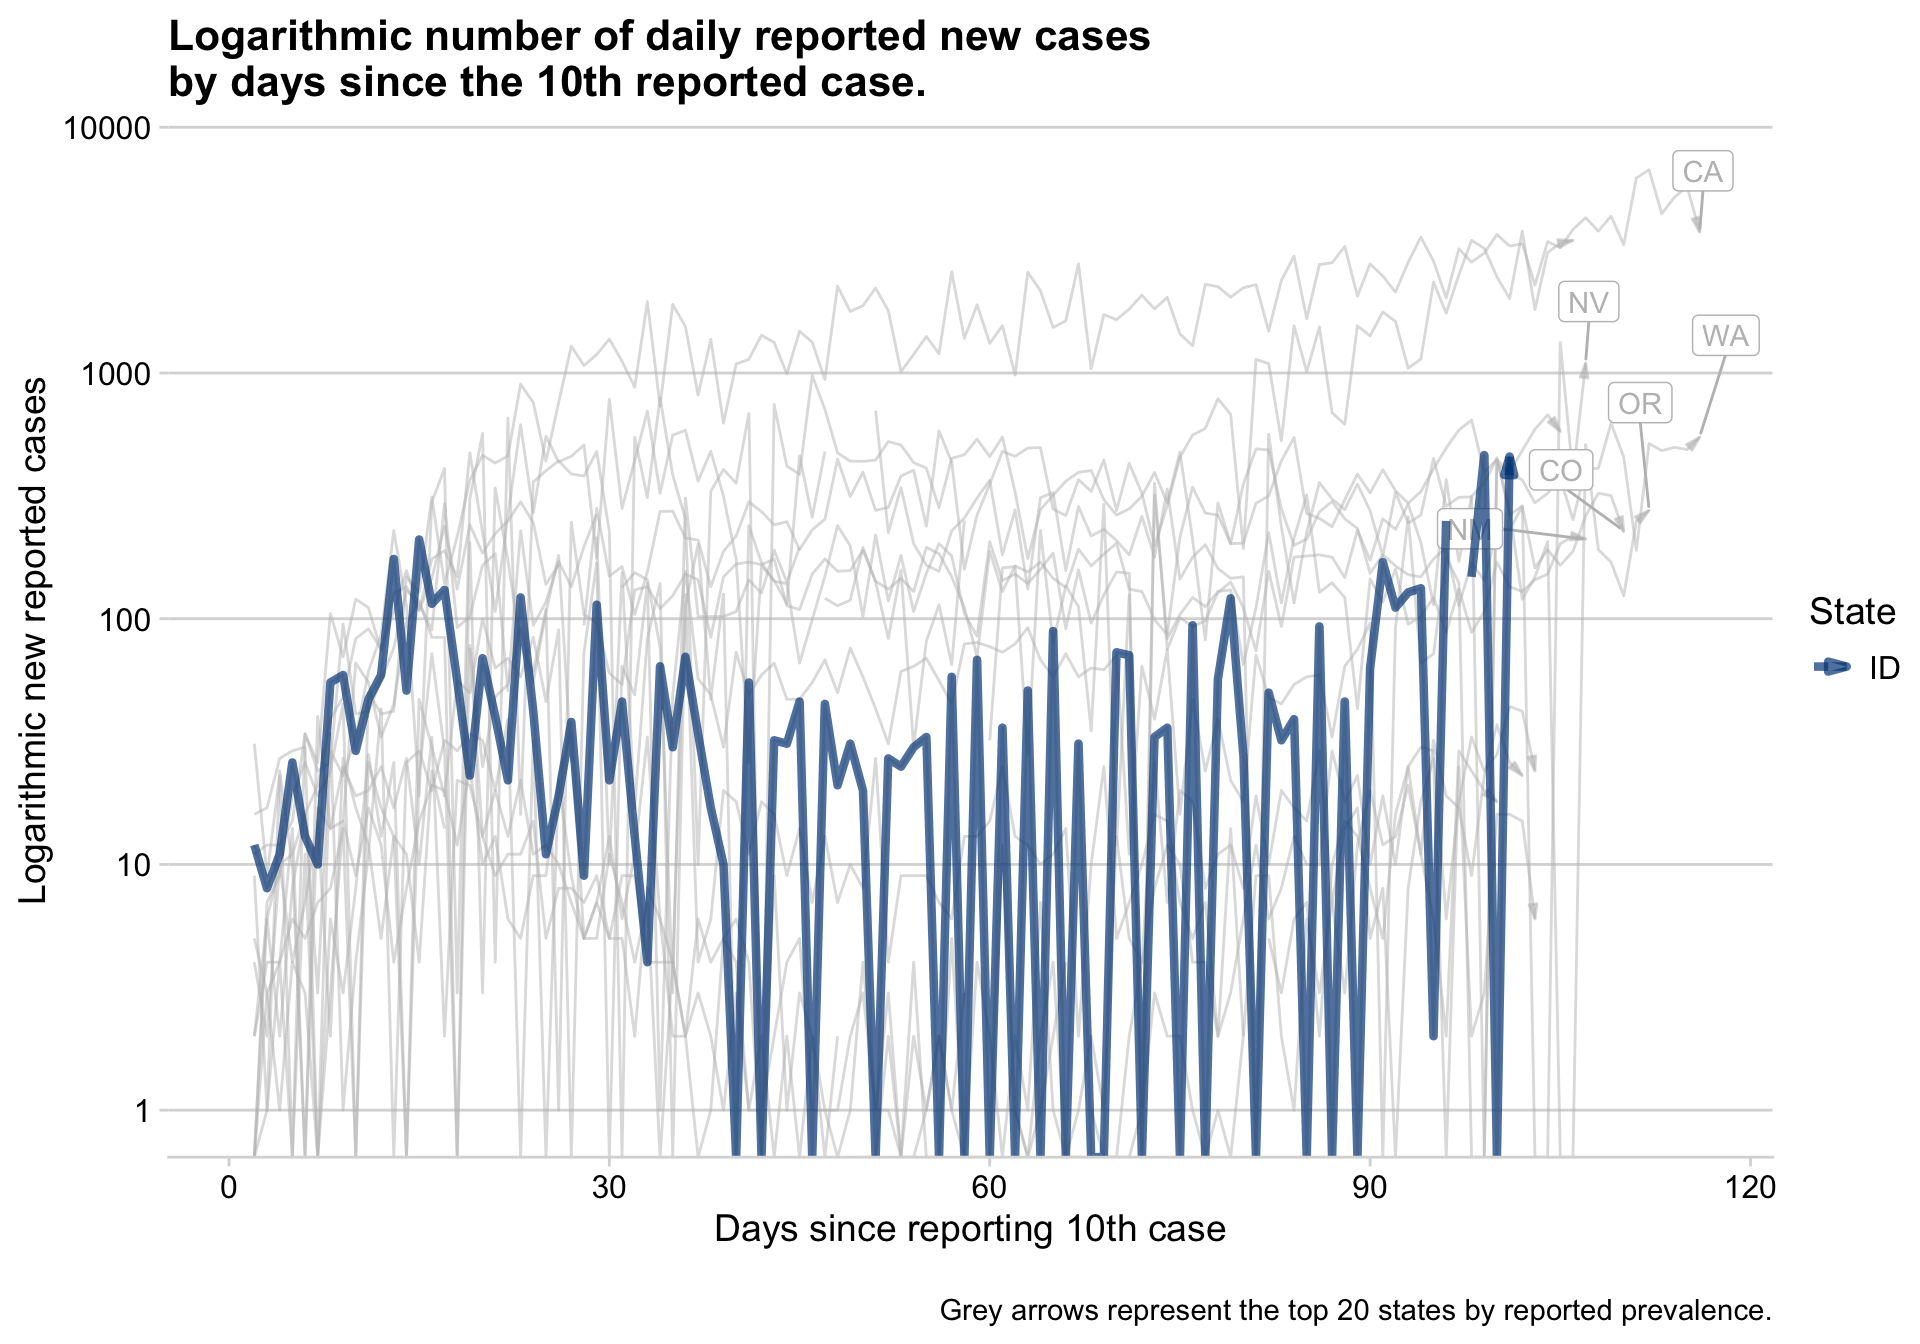 Logarithmic number of daily reported new cases
by days since the 10th reported case.
Logarithmic new reported cases
10000
1000
100
10
1
CA
NV
WA
OR
CO
NM
State
ID
0
30
60
90
120
Days since reporting 10th case
Grey arrows represent the top 20 states by reported prevalence.